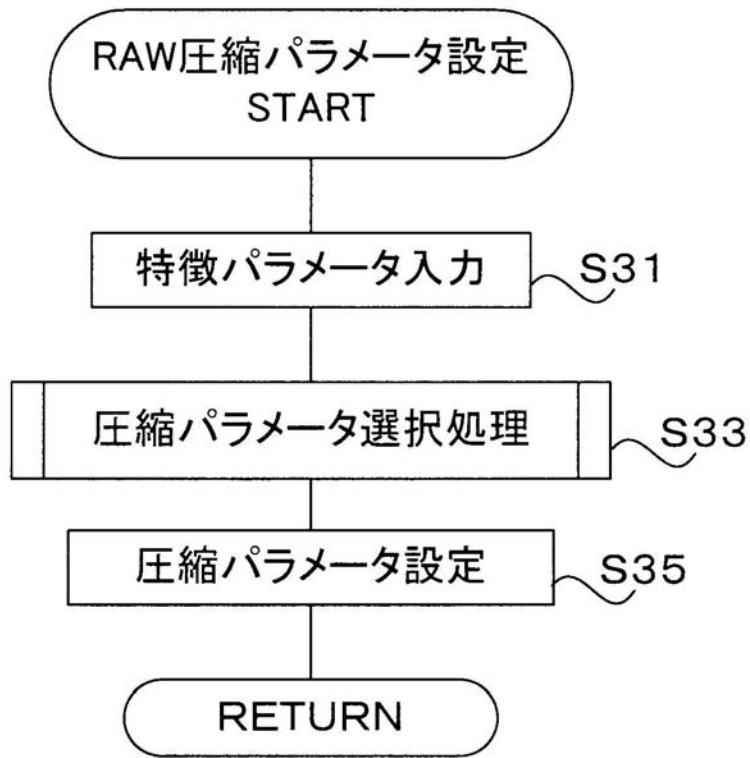 RAW圧縮パラメータ設定
START
特徴パラメータ入力
S31
圧縮パラメータ選択処理
S33
圧縮パラメータ設定
S35
RETURN